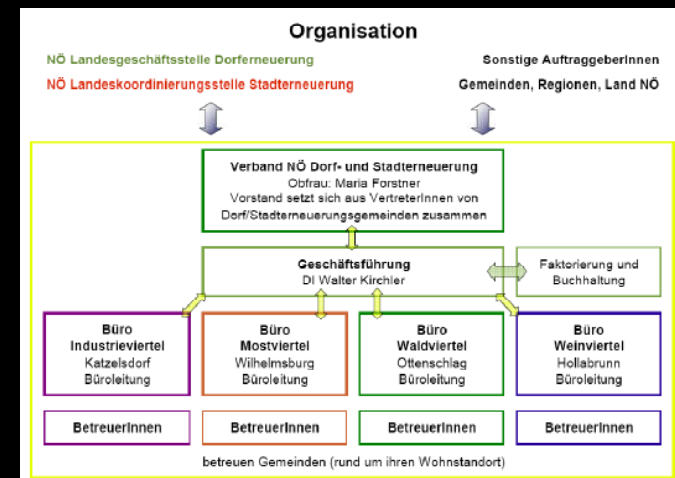 Organisation
NÖ Landesgeschäftsstelle Dorferneuerung
NÖ Landeskoordinierungsstelle Stadterneuerung
Sonstige AuftraggeberInnen
Gemeinden, Regionen, Land NÖ
Verband NÖ Dorf- und Stadterneuerung
Obfrau: Maria Forstner
Vorstand setzt sich aus VertreterInnen von
Dorf/Stadterneuerungsgemeinden zusammen
Geschäftsführung
DI Walter Kirchler
Faktorierung und
Buchhaltung
Büro
Industrieviertel
Katzelsdorf
Büroleitung
Büro
Mostviertel
Wilhelmsburg
Büroleitung
Büro
Waldviertel
Ottenschlag
Büroleitung
Büro
Weinviertel
Hollabrunn
Büroleitung
BetreuerInnen
BetreuerInnen
BetreuerInnen
BetreuerInnen
betreuen Gemeinden (rund um ihren Wohnstandort)